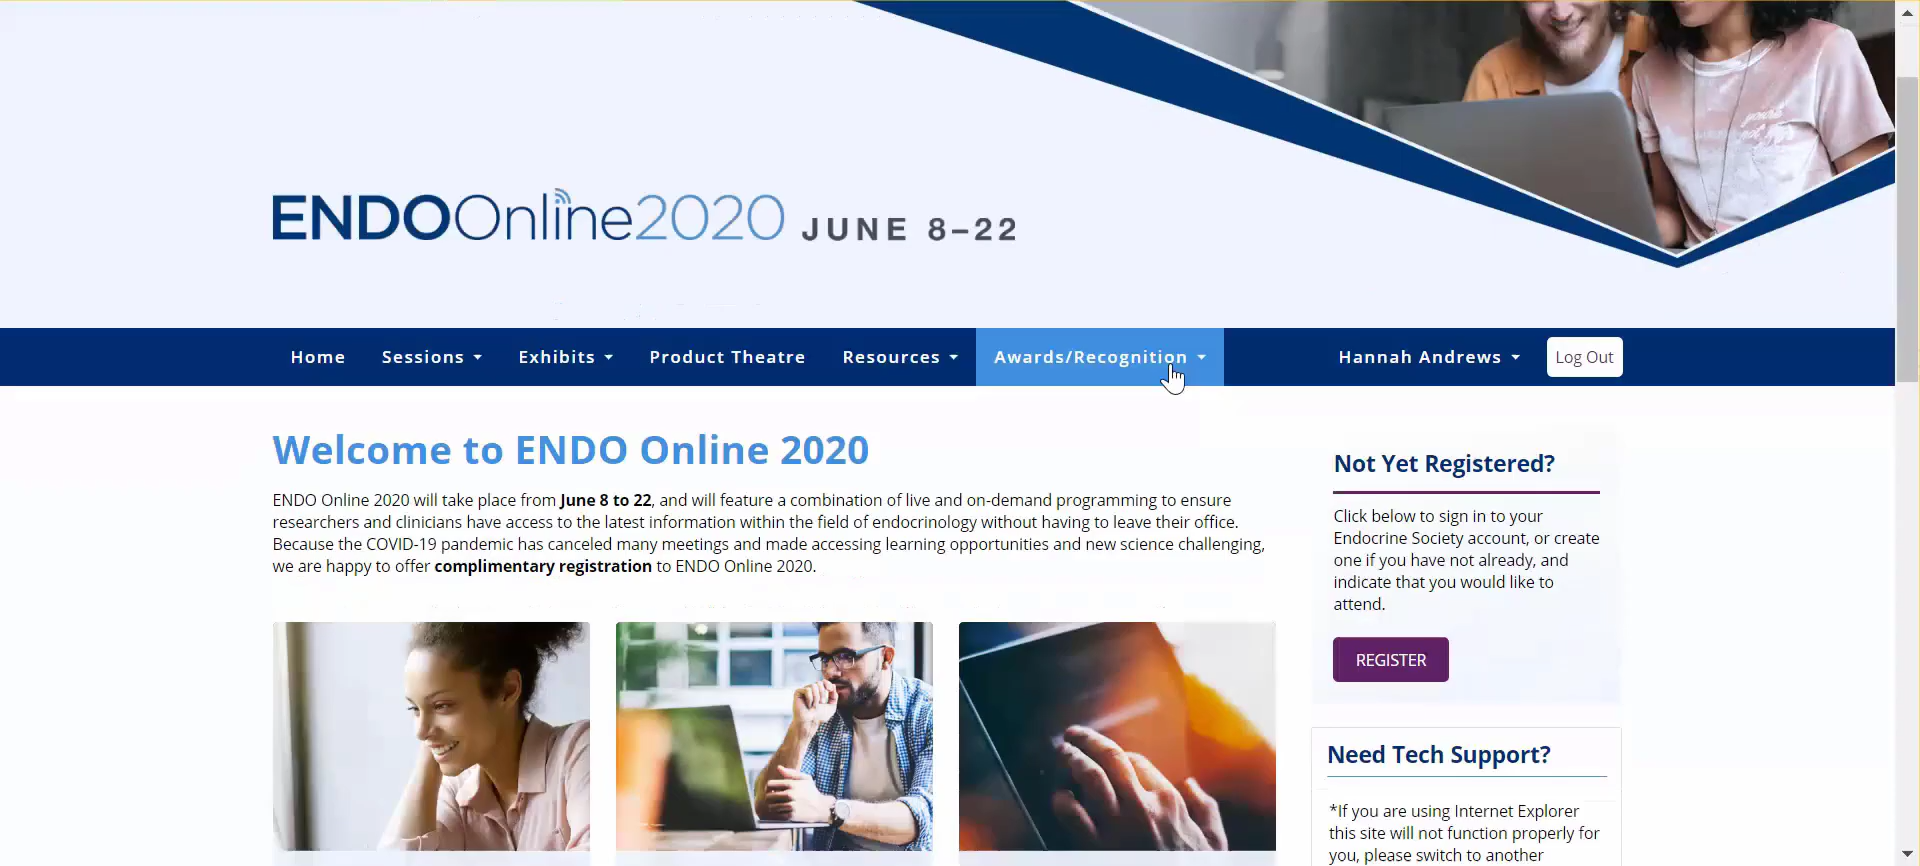 ENDOOnline2020 JUNE 8–22
Home Sessions Exhibits Product Theatre Resources Awards/Recognition Hannah Andrews Log Out
Welcome to ENDO Online 2020
ENDO Online 2020 will take place from June 8 to 22, and will feature a combination of live and on-demand programming to ensure
researchers and clinicians have access to the latest information within the field of endocrinology without having to leave their office.
Because the COVID-19 pandemic has canceled many meetings and made accessing learning opportunities and new science challenging,
we are happy to offer complimentary registration to ENDO Online 2020.
Not Yet Registered?
Click below to sign in to your
Endocrine Society account, or create
one if you have not already, and
indicate that you would like to
attend.
REGISTER
Need Tech Support?
*If you are using Internet Explorer
this site will not function properly for
you, please switch to another